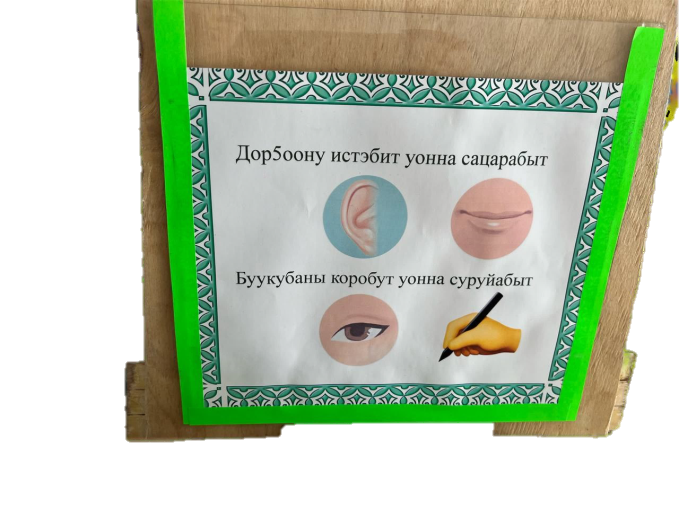 Дор5оону истэбит уонна сацарабыт
Буукубаны коробут уонна суруйабыт